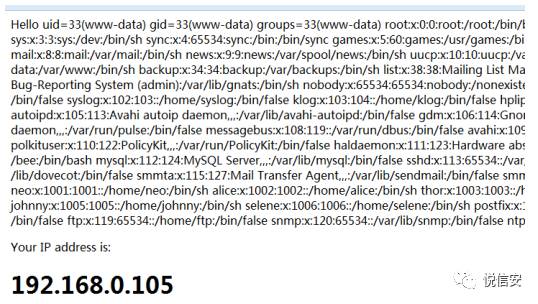 Hello uid=33(www-data) gid=33(www-data) groups=33(www-data) root:x:0:0:root:/root:/bin/
sys:x:3:3:sys:/dev:/bin/sh sync:x:4:65534:sync:/bin:/bin/sync games:x:5:60:games:/usr/games:/bi
mail:x:8:8:mail:/var/mail:/bin/sh news:x:9:9:news:/var/spool/news:/bin/sh uucp:x:10:10:uucp:/va
data:/var/www:/bin/sh backup:x:34:34:backup:/var/backups:/bin/sh list:x:38:38:Mailing List Ma
Bug-Reporting System (admin):/var/lib/gnats:/bin/sh nobody:x:65534:65534:nobody:/nonexiste
/bin/false syslog:x:102:103::/home/syslog:/bin/false klog:x:103:104::/home/klog:/bin/false hplip
autoipd:x:105:113:Avahi autoip daemon,,,:/var/lib/avahi-autoipd:/bin/false gdm:x:106:114:Gno
daemon,,,:/var/run/pulse:/bin/false messagebus:x:108:119::/var/run/dbus:/bin/false avahi:x:109
polkituser:x:110:122:PolicyKit,,,:/var/run/PolicyKit:/bin/false haldaemon:x:111:123:Hardware abs
/bee:/bin/bash mysql:x:112:124:MySQL Server,,,:/var/lib/mysql:/bin/false sshd:x:113:65534::/var
/lib/dovecot:/bin/false smmta:x:115:127:Mail Transfer Agent,,,:/var/lib/sendmail:/bin/false smm
neo:x:1001:1001::/home/neo:/bin/sh alice:x:1002:1002::/home/alice:/bin/sh thor:x:1003:1003::/h
johnny:x:1005:1005::/home/johnny:/bin/sh selene:x:1006:1006::/home/selene:/bin/sh postfix:x:1
/bin/false ftp:x:119:65534::/home/ftp:/bin/false snmp:x:120:65534::/var/lib/snmp:/bin/false ntp
Your IP address is:
192.168.0.105
悦信安